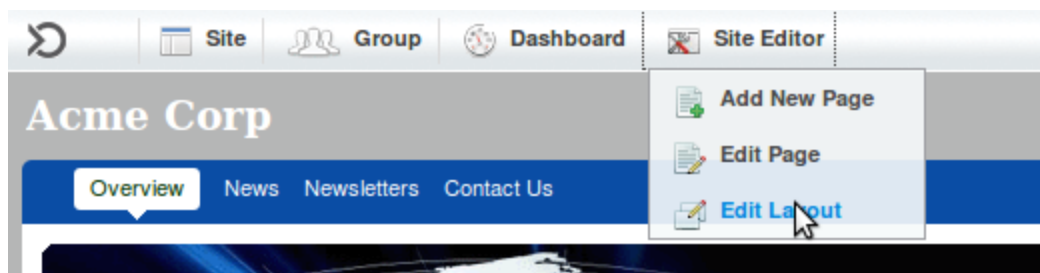 Site Group Dashboard Site Editor
Add New Page
Acme Corp
Edit Page
Overview News Newsletters Contact Us
Edit Layout